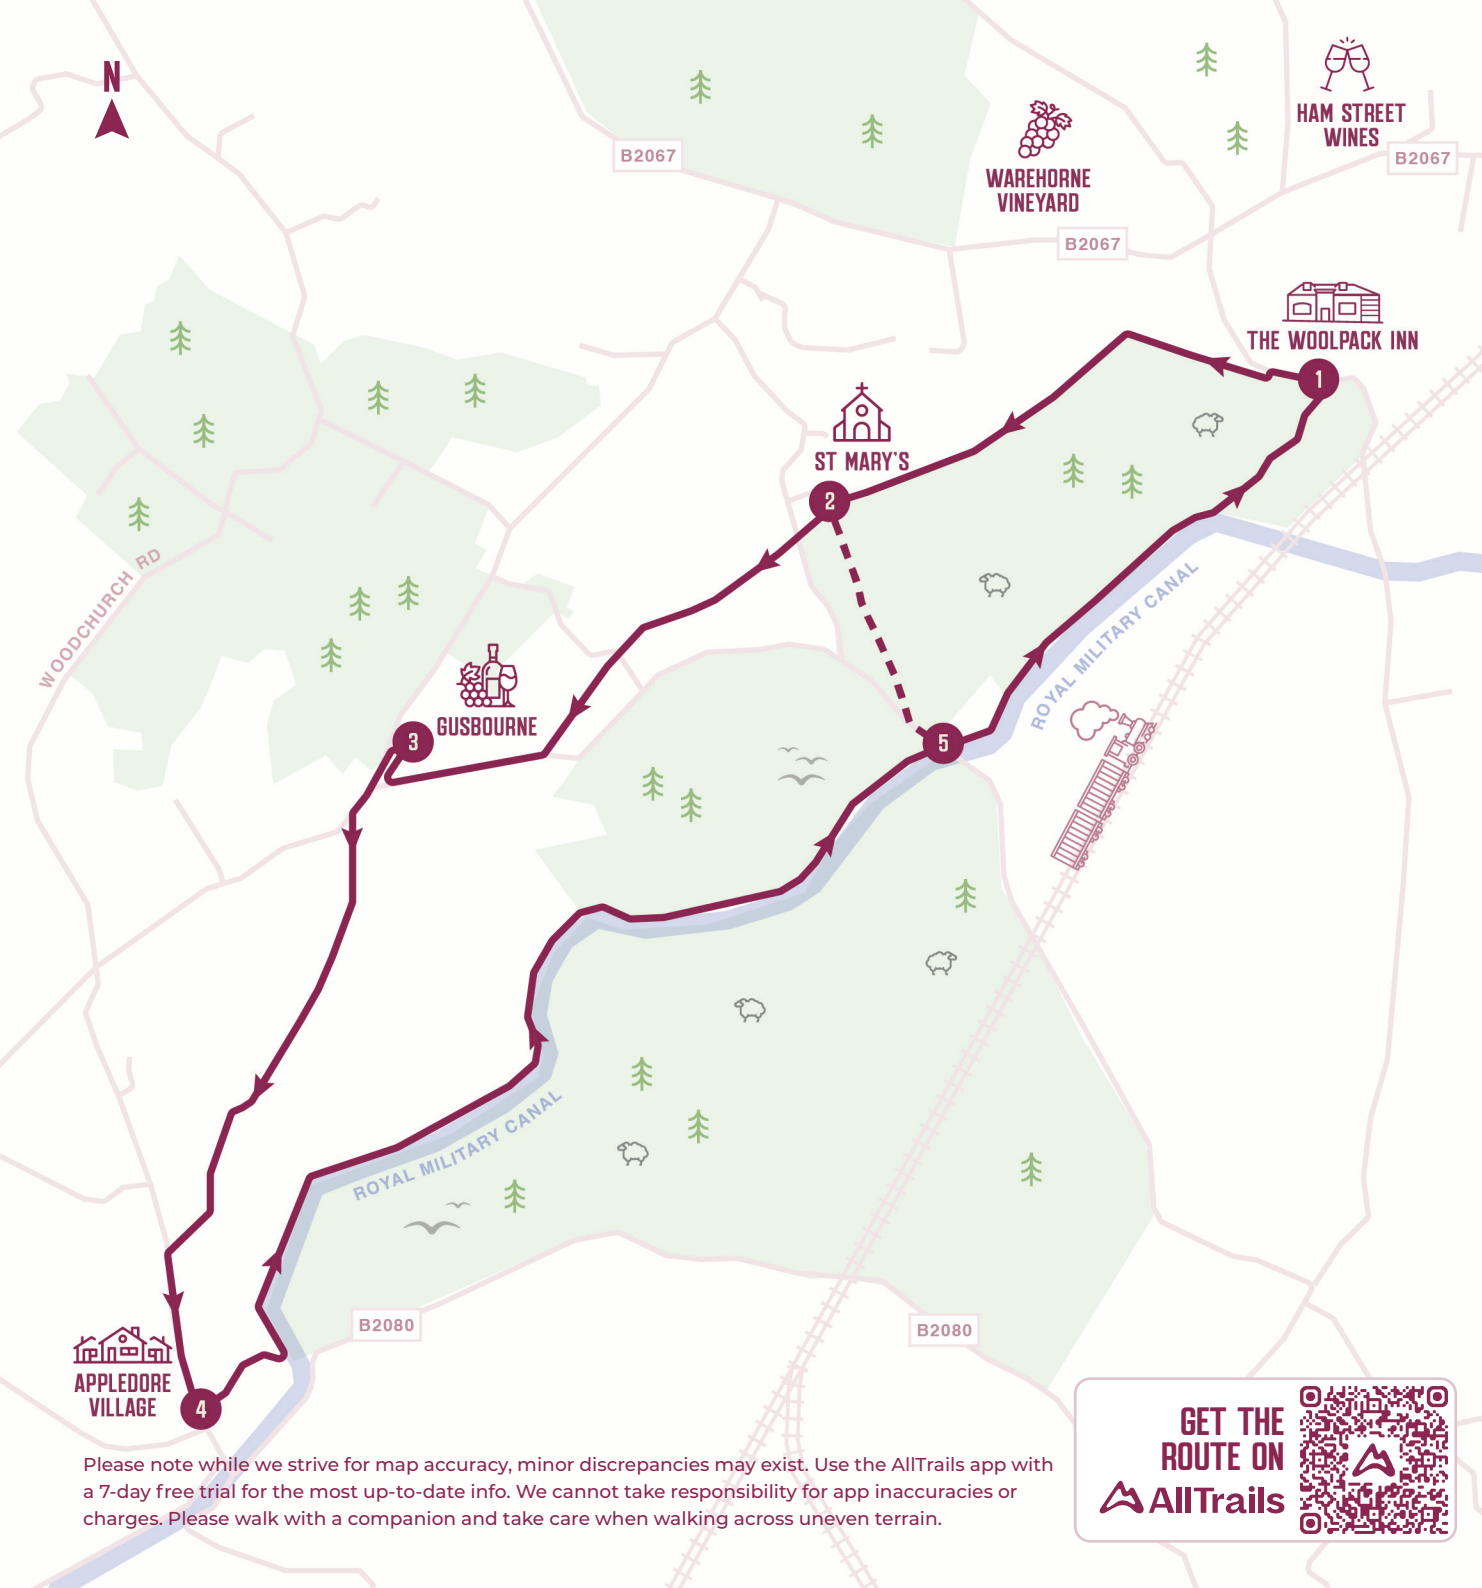 N
HAM STREET
WINES
B2067
B2067
WAREHORNE
VINEYARD
B2067
THE WOOLPACK INN
1
ST MARY'S
2
WOODCHURCH RD
ROYAL MILITARY CANAL
GUSBOURNE
3
5
ROYAL MILITARY CANAL
B2080
B2080
APPLEDORE
VILLAGE
4
GET THE
ROUTE ON
AllTrails
Please note while we strive for map accuracy, minor discrepancies may exist. Use the AllTrails app with
a 7-day free trial for the most up-to-date info. We cannot take responsibility for app inaccuracies or
charges. Please walk with a companion and take care when walking across uneven terrain.